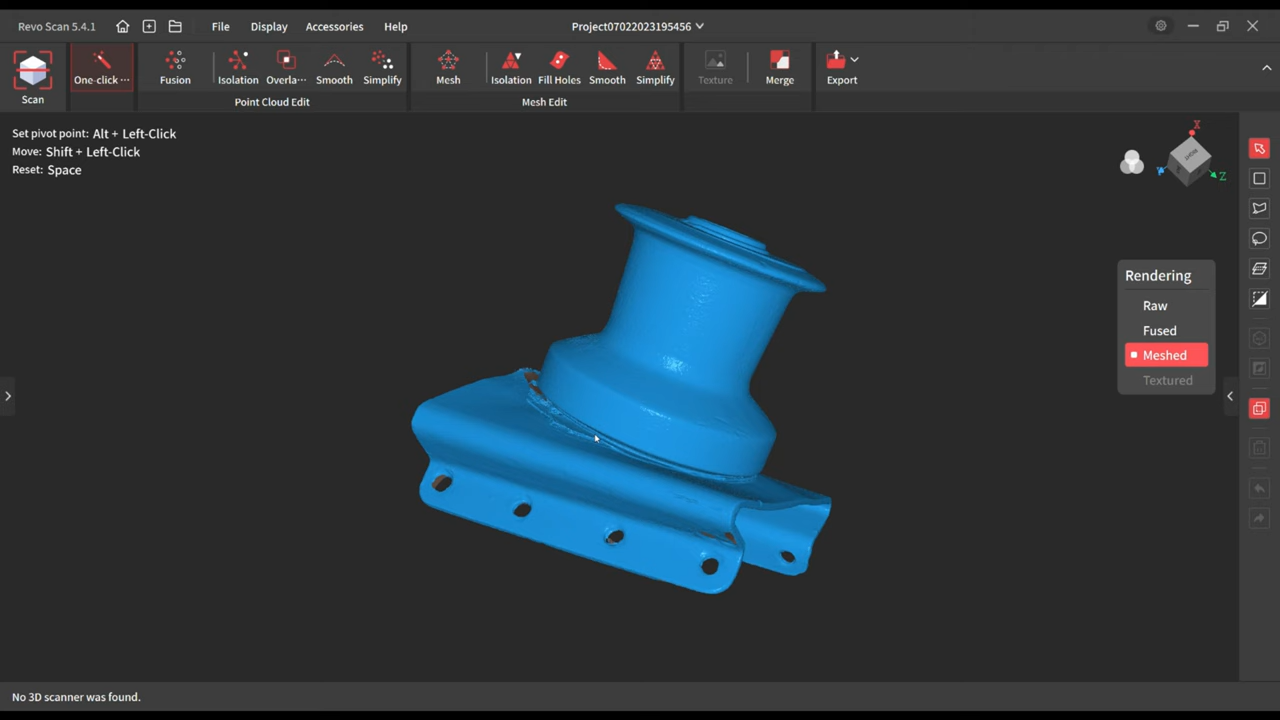 Revo Scan 5.4.1
File Display Accessories Help
Project07022023195456
Scan
One-click ···
Fusion
Isolation Overla··· Smooth Simplify
Point Cloud Edit
Mesh
Isolation Fill Holes Smooth Simplify
Mesh Edit
Texture
Merge
Export
Set pivot point: Alt + Left-Click
Move: Shift + Left-Click
Reset: Space
X
Z
Rendering
Raw
Fused
Meshed
Textured
No 3D scanner was found.